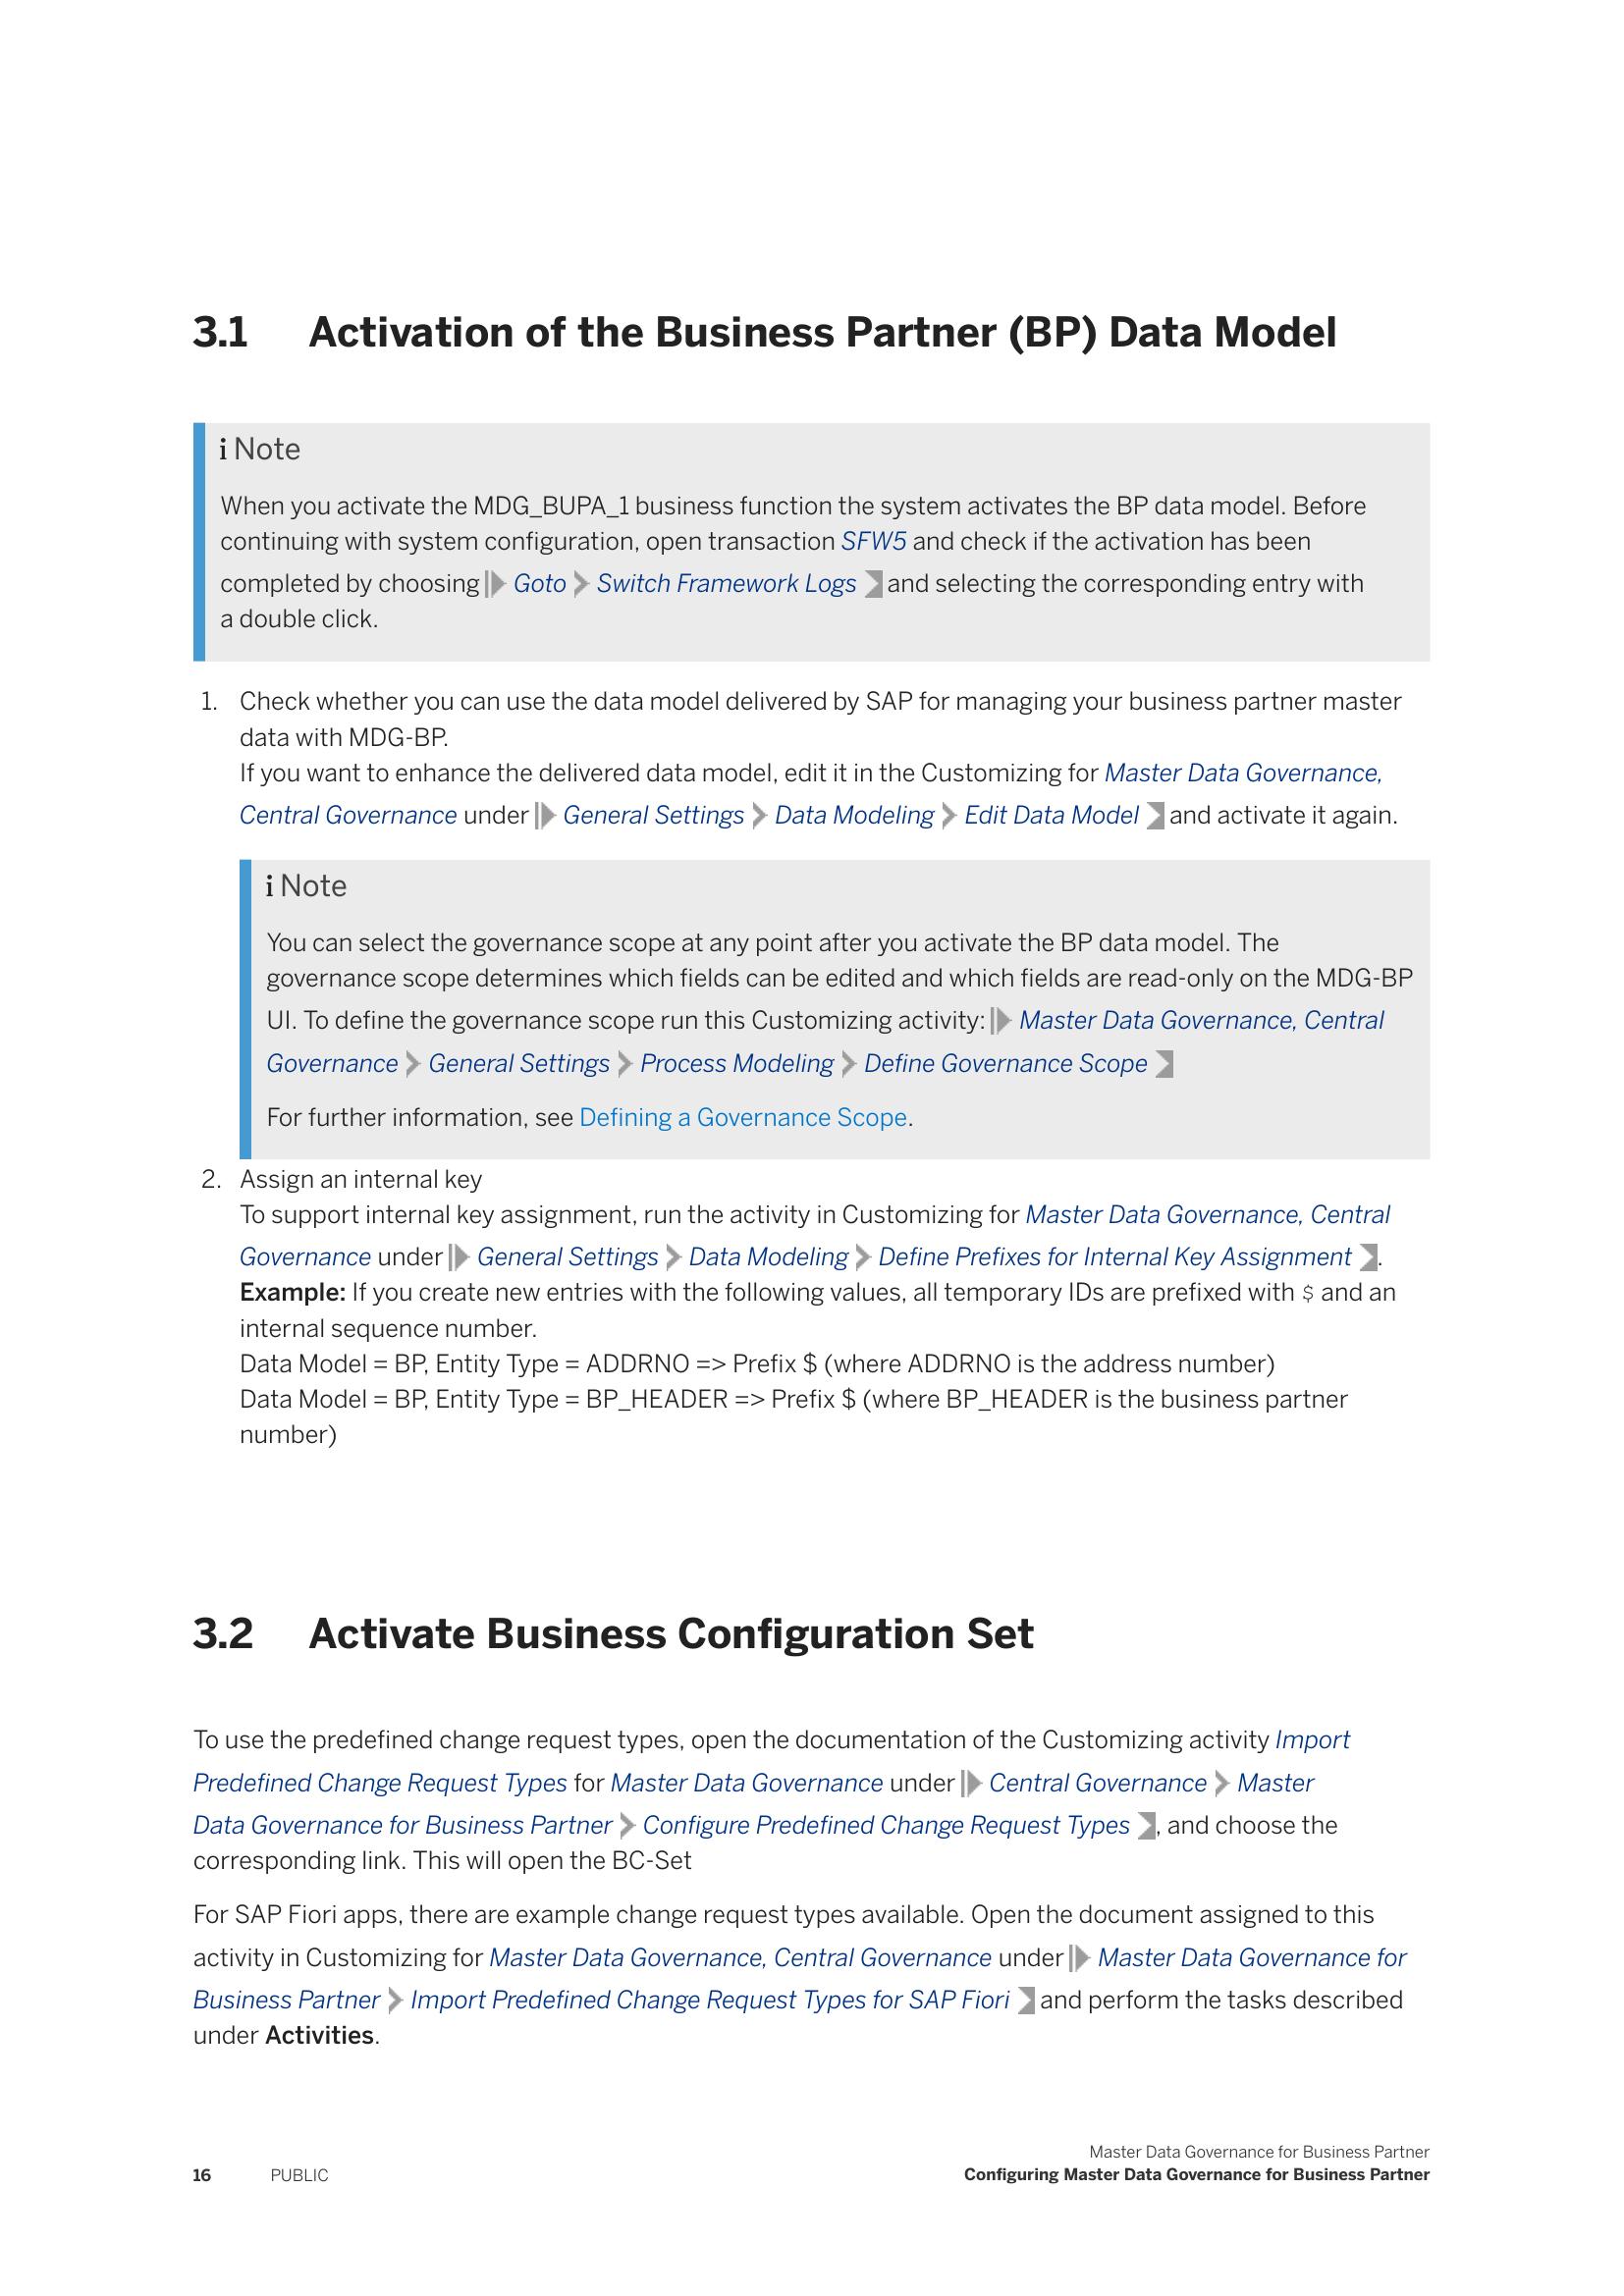 3.1 Activation of the Business Partner (BP) Data Model
i Note
When you activate the MDG_BUPA_1 business function the system activates the BP data model. Before
continuing with system configuration, open transaction SFW5 and check if the activation has been
completed by choosing Goto Switch Framework Logs and selecting the corresponding entry with
a double click.
1. Check whether you can use the data model delivered by SAP for managing your business partner master
data with MDG-BP.
If you want to enhance the delivered data model, edit it in the Customizing for Master Data Governance,
Central Governance under General Settings Data Modeling Edit Data Model and activate it again.
i Note
You can select the governance scope at any point after you activate the BP data model. The
governance scope determines which fields can be edited and which fields are read-only on the MDG-BP
UI. To define the governance scope run this Customizing activity: Master Data Governance, Central
Governance General Settings Process Modeling Define Governance Scope
For further information, see Defining a Governance Scope.
2. Assign an internal key
To support internal key assignment, run the activity in Customizing for Master Data Governance, Central
Governance under General Settings Data Modeling Define Prefixes for Internal Key Assignment .
Example: If you create new entries with the following values, all temporary IDs are prefixed with $ and an
internal sequence number.
Data Model = BP, Entity Type = ADDRNO => Prefix $ (where ADDRNO is the address number)
Data Model = BP, Entity Type = BP_HEADER => Prefix $ (where BP_HEADER is the business partner
number)
3.2 Activate Business Configuration Set
To use the predefined change request types, open the documentation of the Customizing activity Import
Predefined Change Request Types for Master Data Governance under Central Governance Master
Data Governance for Business Partner Configure Predefined Change Request Types , and choose the
corresponding link. This will open the BC-Set
For SAP Fiori apps, there are example change request types available. Open the document assigned to this
activity in Customizing for Master Data Governance, Central Governance under Master Data Governance for
Business Partner Import Predefined Change Request Types for SAP Fiori and perform the tasks described
under Activities.
Master Data Governance for Business Partner
16 PUBLIC Configuring Master Data Governance for Business Partner